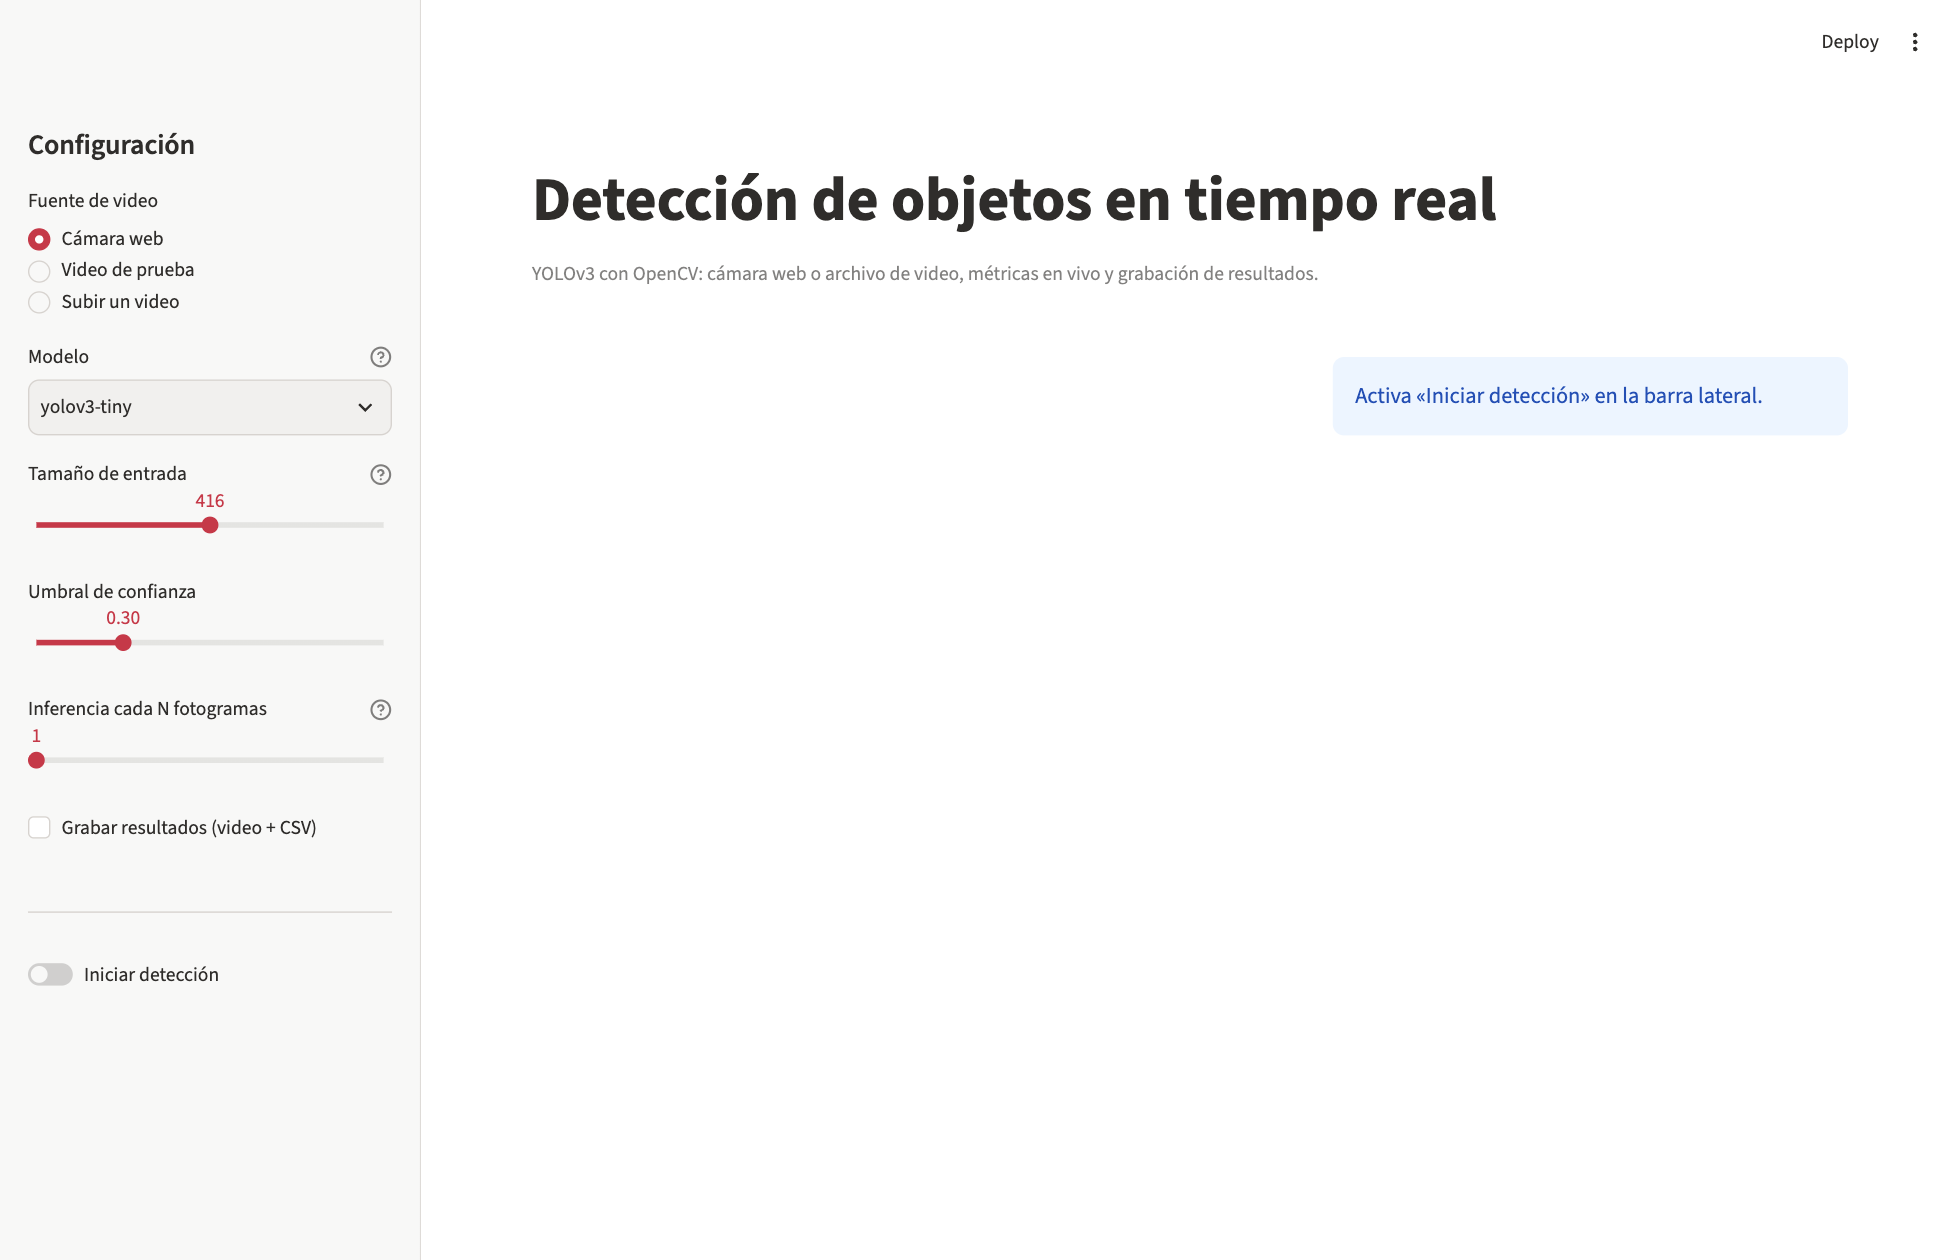 Deploy
Configuración
Fuente de video
Cámara web
Video de prueba
Subir un video
Modelo
yolov3-tiny
Tamaño de entrada
416
Umbral de confianza
0.30
Inferencia cada N fotogramas
1
Grabar resultados (video + CSV)
Iniciar detección
Detección de objetos en tiempo real
YOLOv3 con OpenCV: cámara web o archivo de video, métricas en vivo y grabación de resultados.
Activa «Iniciar detección» en la barra lateral.